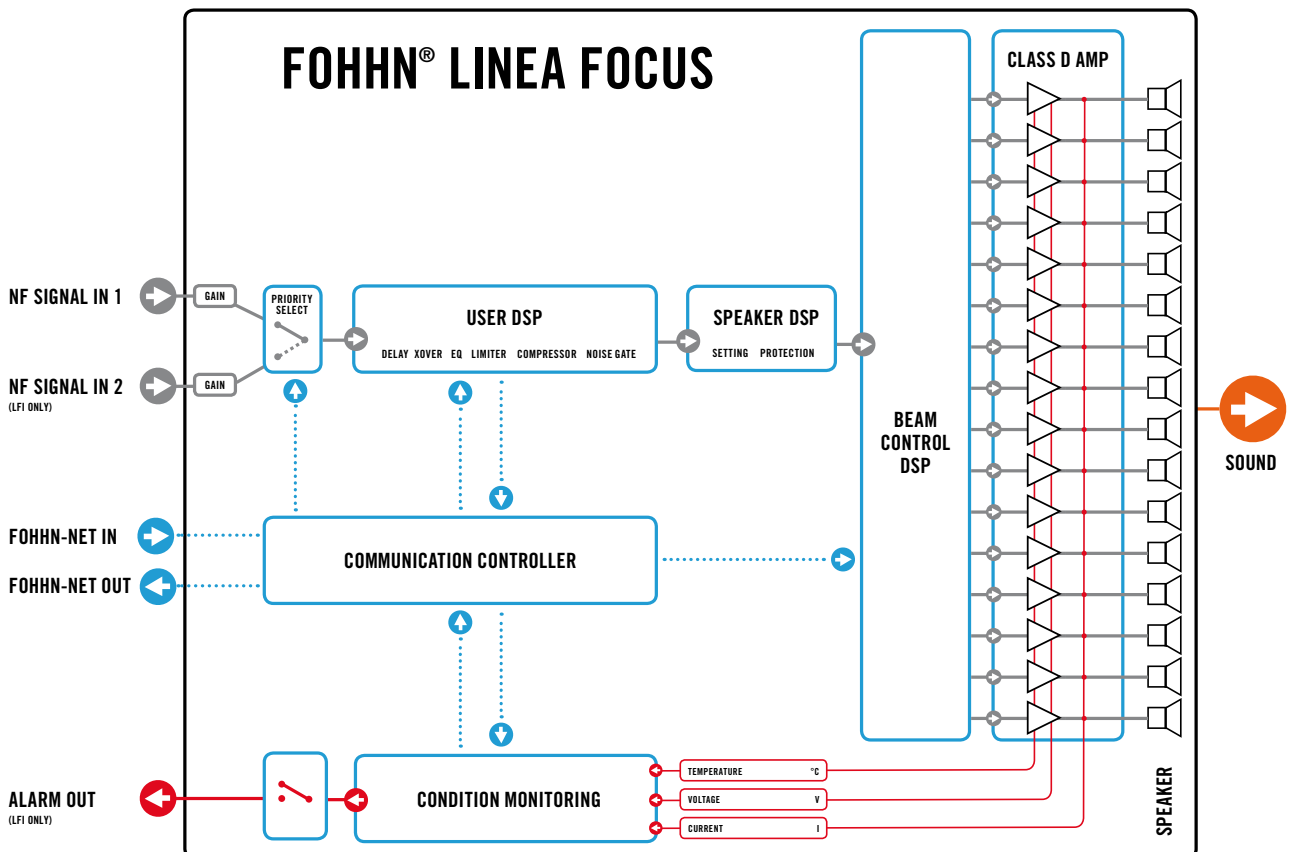 FOHHN® LINEA FOCUS
CLASS D AMP
NF SIGNAL IN 1
GAIN
PRIORITY
SELECT
USER DSP
DELAY XOVER EQ LIMITER COMPRESSOR NOISE GATE
SPEAKER DSP
SETTING PROTECTION
NF SIGNAL IN 2
(LFI ONLY)
GAIN
BEAM
CONTROL
DSP
SOUND
FOHHN-NET IN
FOHHN-NET OUT
COMMUNICATION CONTROLLER
ALARM OUT
(LFI ONLY)
CONDITION MONITORING
TEMPERATURE °C
VOLTAGE V
CURRENT I
SPEAKER